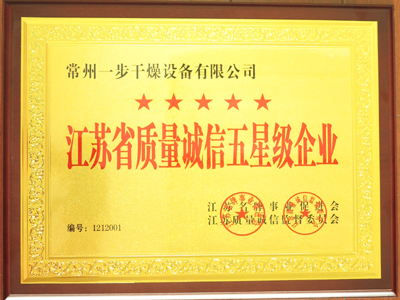 常州一步干燥设备有限公司
★★★★★
江苏省质量诚信五星级企业
江苏名牌事业促进会
江苏质量诚信监督委员会
编号：1212001